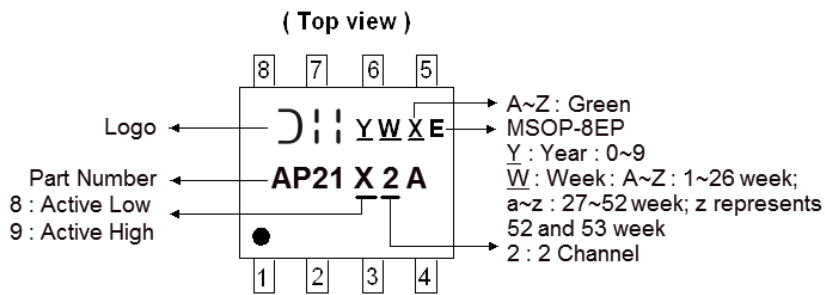 ( Top view )
8 7 6 5
Logo
Y W X E
A~Z : Green
MSOP-8EP
Y : Year : 0~9
W : Week : A~Z : 1~26 week;
a~z : 27~52 week; z represents
52 and 53 week
2 : 2 Channel
Part Number
AP21 X 2 A
8 : Active Low
9 : Active High
1 2 3 4